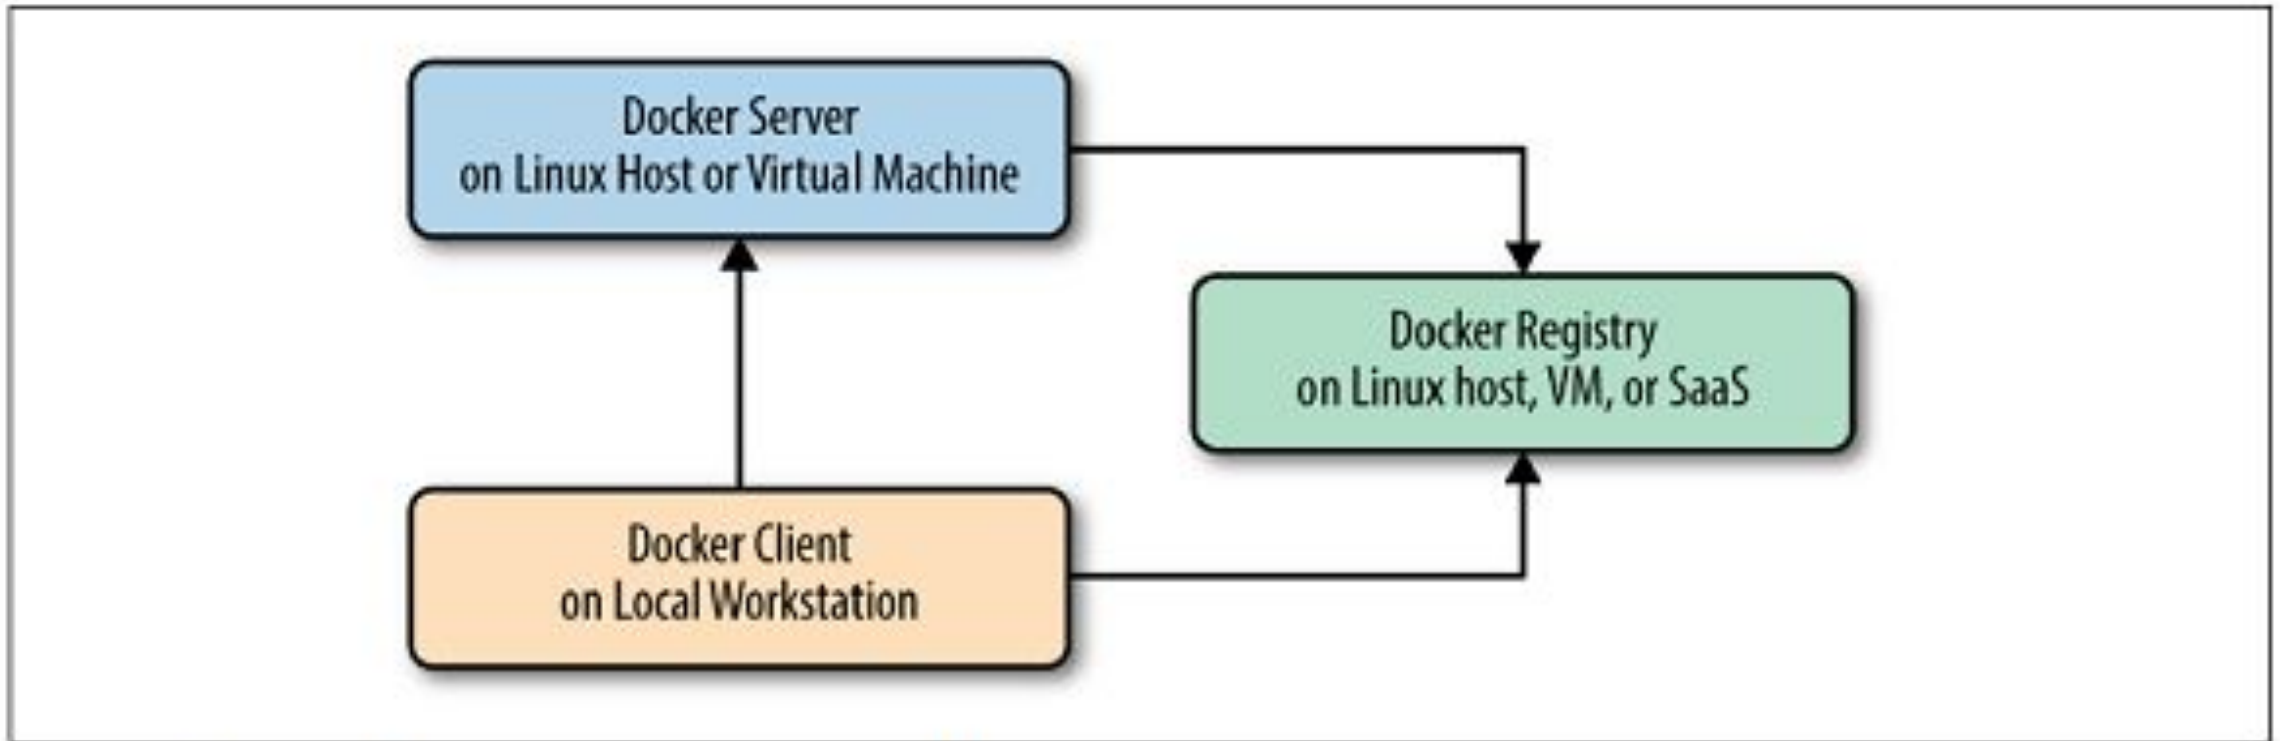 Docker Server
on Linux Host or Virtual Machine
Docker Registry
on Linux host, VM, or SaaS
Docker Client
on Local Workstation